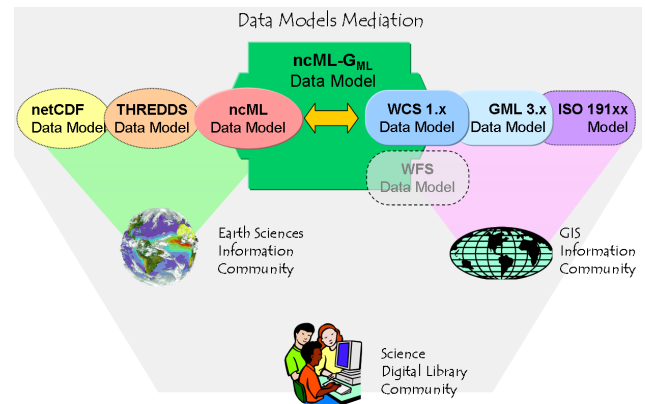 Data Models Mediation
ncML-GML
Data Model
netCDF
Data Model
THREDDS
Data Model
ncML
Data Model
WCS 1.x
Data Model
GML 3.x
Data Model
ISO 191xx
Model
WFS
Data Model
Earth Sciences
Information
Community
GIS
Information
Community
Science
Digital Library
Community